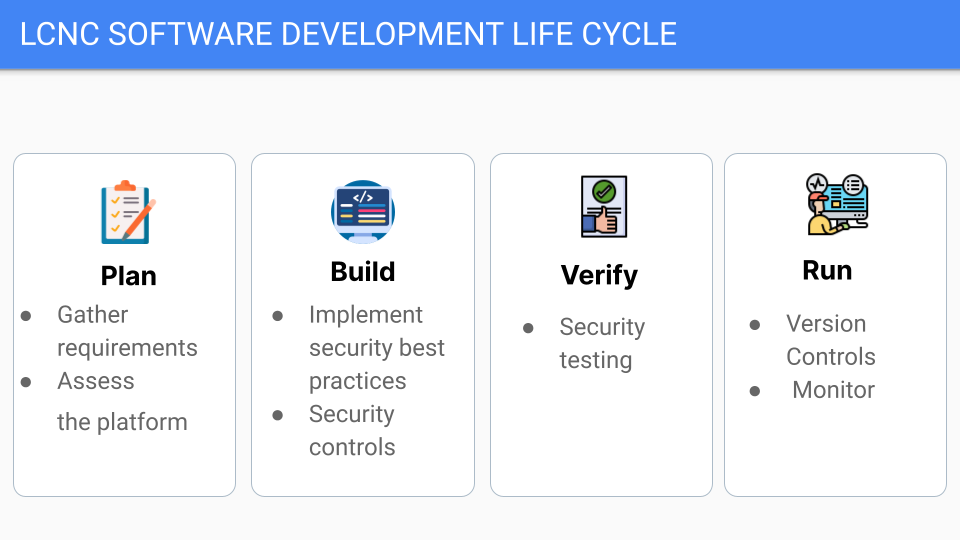 LCNC SOFTWARE DEVELOPMENT LIFE CYCLE
Plan
● Gather
requirements
● Assess
the platform
</>
Build
● Implement
security best
practices
● Security
controls
Verify
● Security
testing
Run
● Version
Controls
● Monitor